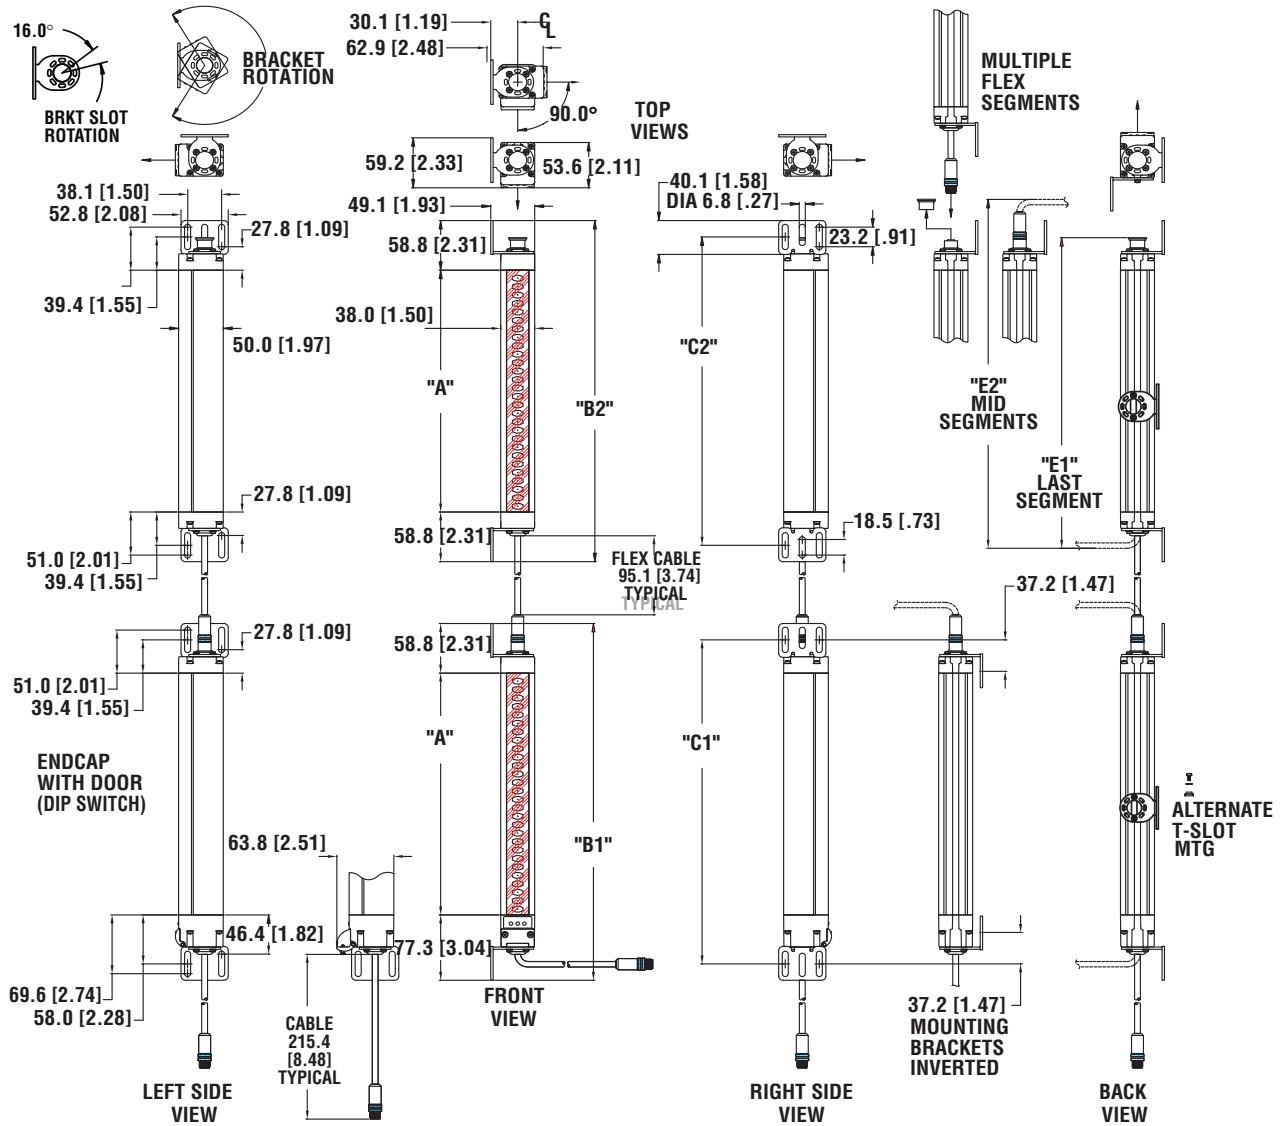 16.0°
BRKT SLOT
ROTATION
BRACKET
ROTATION
30.1 [1.19]
CL
62.9 [2.48]
90.0°
TOP
VIEWS
MULTIPLE
FLEX
SEGMENTS
59.2 [2.33]
53.6 [2.11]
38.1 [1.50]
52.8 [2.08]
27.8 [1.09]
39.4 [1.55]
50.0 [1.97]
49.1 [1.93]
58.8 [2.31]
38.0 [1.50]
"A"
"B2"
40.1 [1.58]
DIA 6.8 [.27]
23.2 [.91]
"C2"
"E2"
MID
SEGMENTS
"E1"
LAST
SEGMENT
27.8 [1.09]
51.0 [2.01]
39.4 [1.55]
58.8 [2.31]
18.5 [.73]
FLEX CABLE
95.1 [3.74]
TYPICAL
TYPICAL
37.2 [1.47]
27.8 [1.09]
51.0 [2.01]
39.4 [1.55]
58.8 [2.31]
"A"
"B1"
"C1"
ENDCAP
WITH DOOR
(DIP SWITCH)
63.8 [2.51]
ALTERNATE
T-SLOT
MTG
46.4 [1.82]
77.3 [3.04]
69.6 [2.74]
58.0 [2.28]
CABLE
215.4
[8.48]
TYPICAL
FRONT
VIEW
37.2 [1.47]
MOUNTING
BRACKETS
INVERTED
LEFT SIDE
VIEW
RIGHT SIDE
VIEW
BACK
VIEW